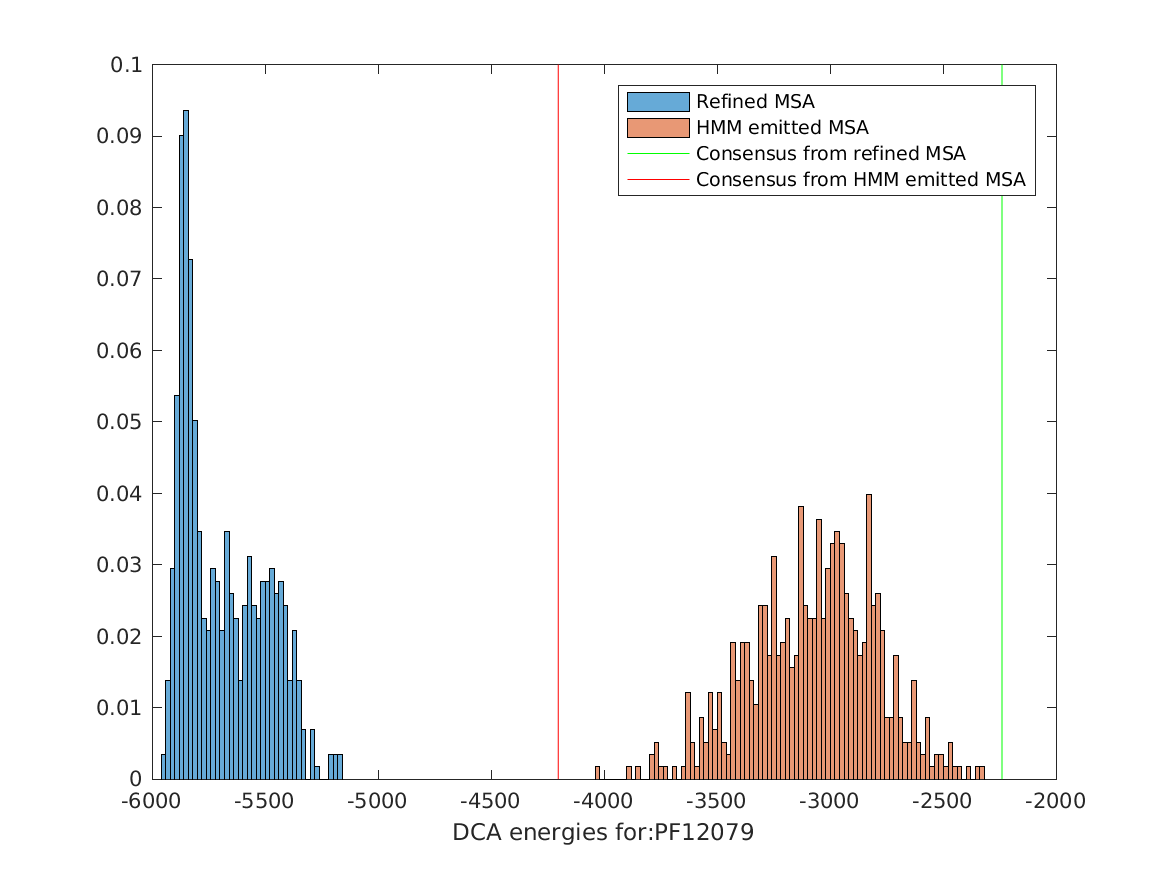 0.1
0.09
0.08
0.07
0.06
0.05
0.04
0.03
0.02
0.01
0
Refined MSA
HMM emitted MSA
Consensus from refined MSA
Consensus from HMM emitted MSA
-6000 -5500 -5000 -4500 -4000 -3500 -3000 -2500 -2000
DCA energies for:PF12079